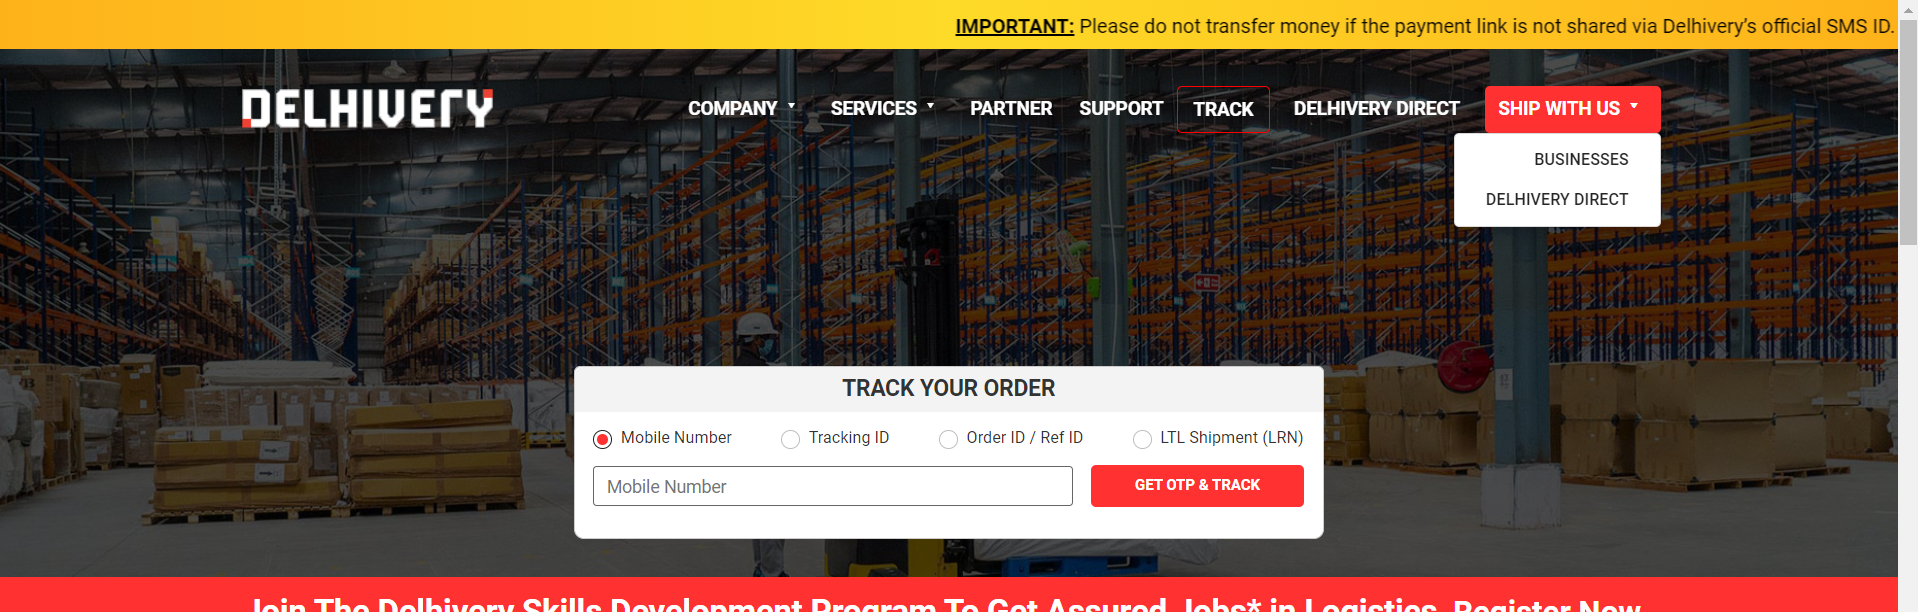 IMPORTANT: Please do not transfer money if the payment link is not shared via Delhivery’s official SMS ID.
DELHIVERY
COMPANY SERVICES PARTNER SUPPORT TRACK DELHIVERY DIRECT SHIP WITH US
BUSINESSES
DELHIVERY DIRECT
TRACK YOUR ORDER
Mobile Number Tracking ID Order ID / Ref ID LTL Shipment (LRN)
Mobile Number GET OTP & TRACK
Join The Delhivery Skills Development Program To Get Assured Jobs* in Logistics. Register Now